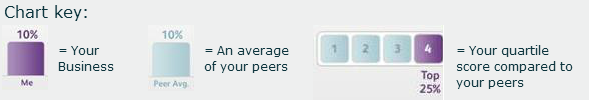 Chart key:
10%
Me
= Your
Business
10%
Peer Avg.
= An average
of your peers
1 2 3 4
Top
25%
= Your quartile
score compared to
your peers